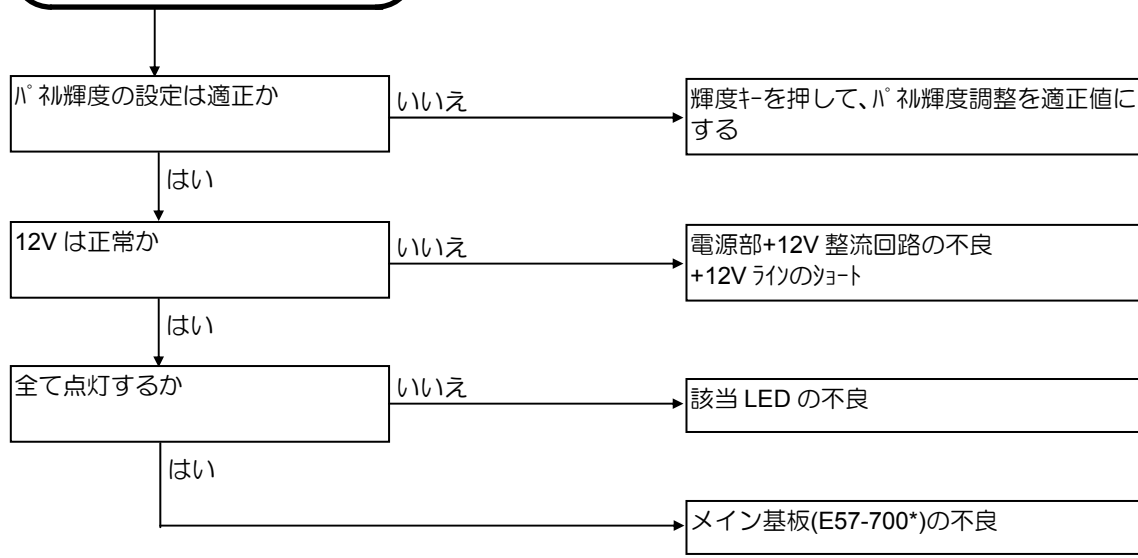 ﾊﾟﾈﾙ輝度の設定は適正か
いいえ
輝度ｷｰを押して、ﾊﾟﾈﾙ輝度調整を適正値に
する
はい
12V は正常か
いいえ
電源部+12V 整流回路の不良
+12V ﾗｲﾝのｼｮｰﾄ
はい
全て点灯するか
いいえ
該当 LED の不良
はい
メイン基板(E57-700*)の不良